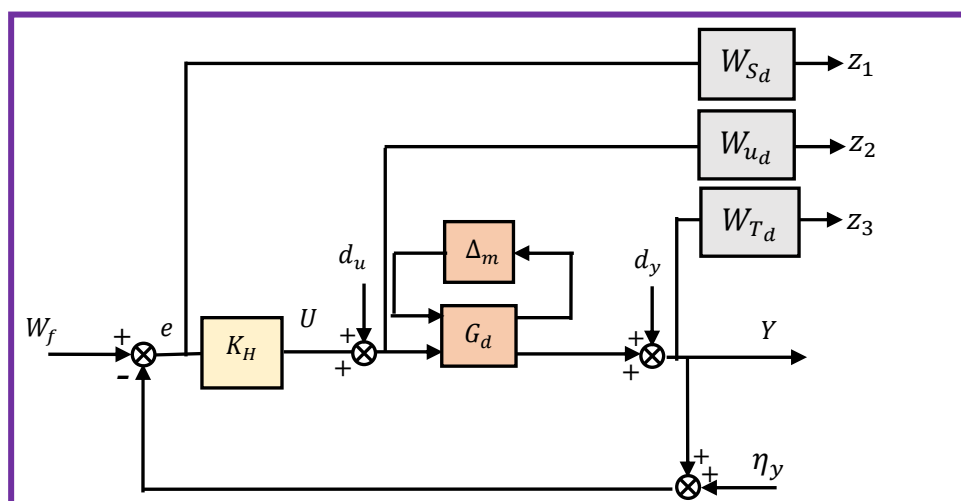 W_{S_d}
z_1
W_{u_d}
z_2
W_{T_d}
z_3
Δ_m
d_u
d_y
W_f
+
e
K_H
U
+
+
G_d
+
+
Y
-
+
+
+
η_y